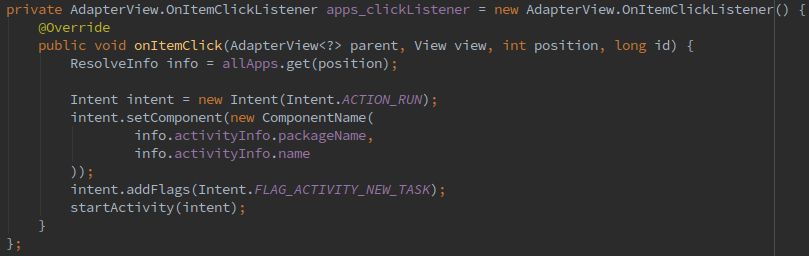 private AdapterView.OnItemClickListener apps_clickListener = new AdapterView.OnItemClickListener() {
    @Override
    public void onItemClick(AdapterView<?> parent, View view, int position, long id) {
        ResolveInfo info = allApps.get(position);

        Intent intent = new Intent(Intent.ACTION_RUN);
        intent.setComponent(new ComponentName(
                info.activityInfo.packageName,
                info.activityInfo.name
        ));
        intent.addFlags(Intent.FLAG_ACTIVITY_NEW_TASK);
        startActivity(intent);
    }
};